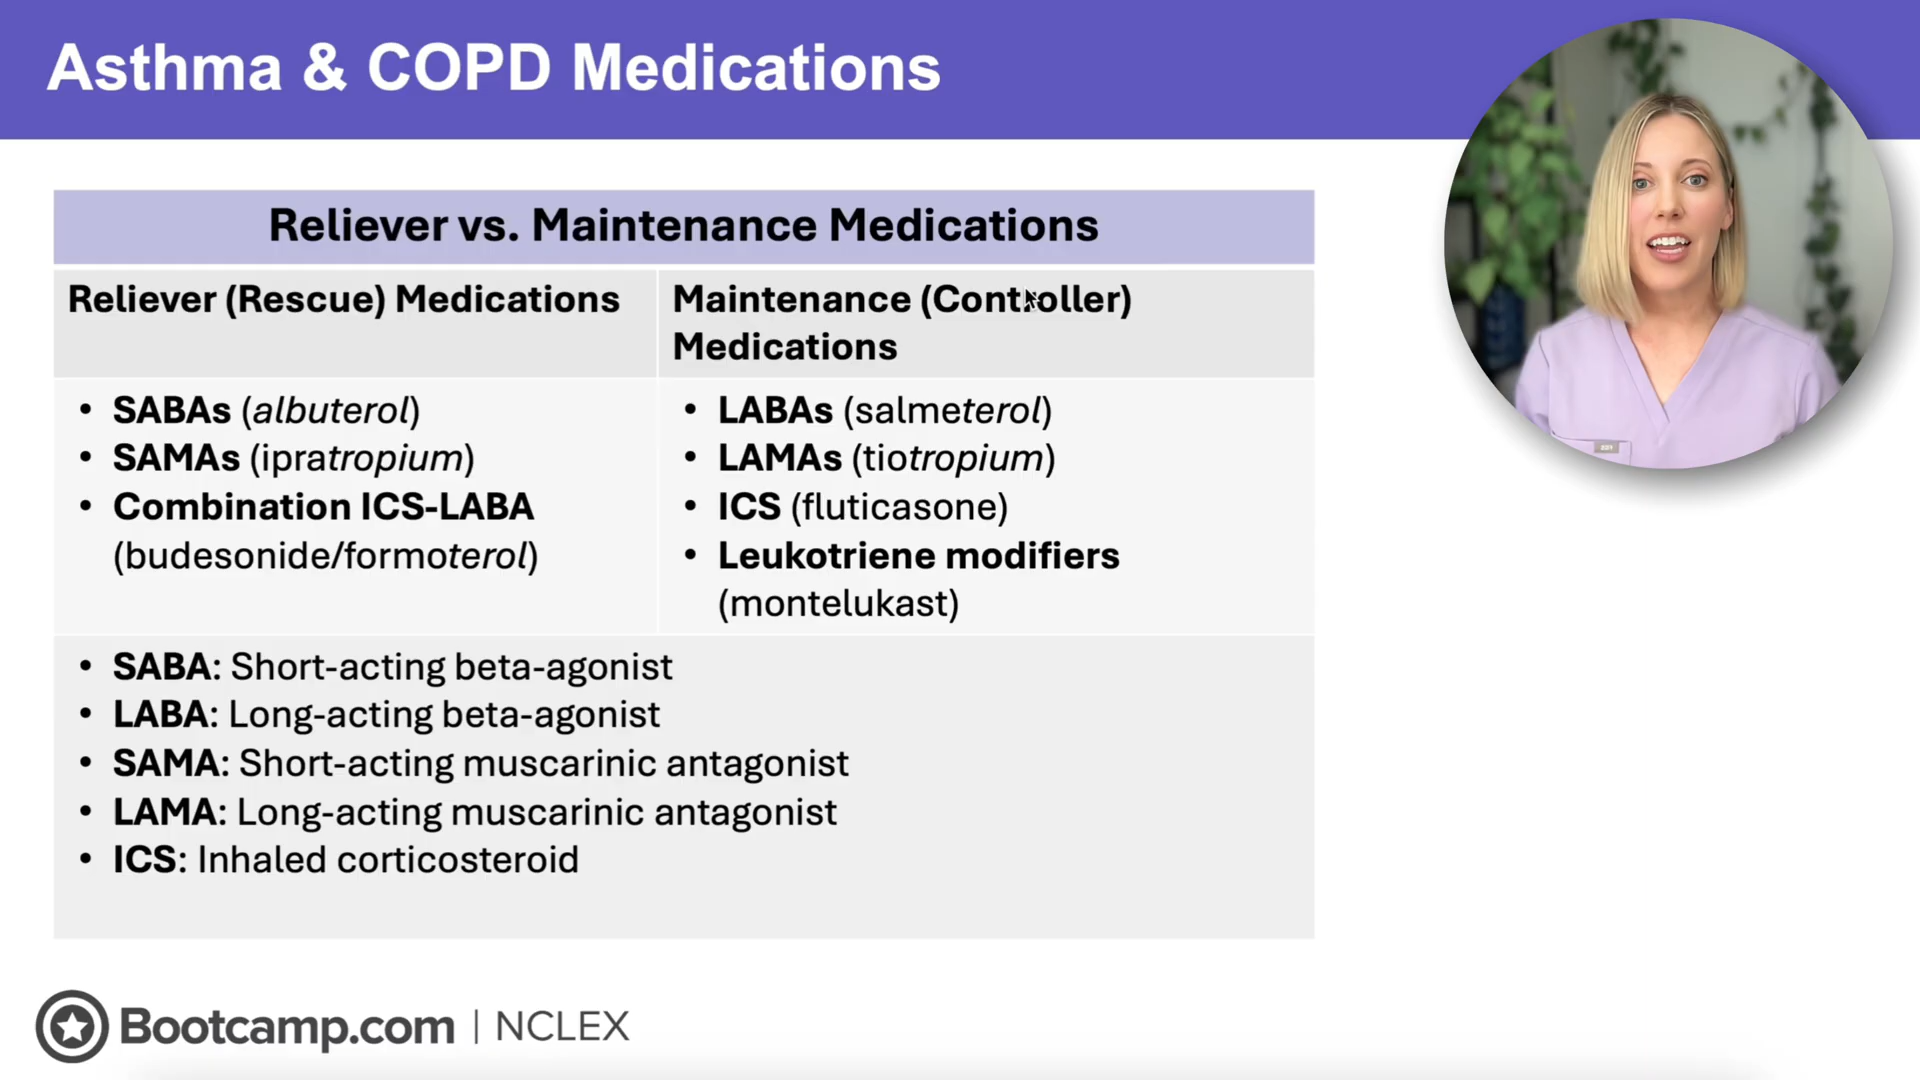 Asthma & COPD Medications
Reliever vs. Maintenance Medications
Reliever (Rescue) Medications
Maintenance (Controller)
Medications
• SABAs (albuterol)
• SAMAs (ipratropium)
• Combination ICS-LABA
(budesonide/formoterol)
• LABAs (salmeterol)
• LAMAs (tiotropium)
• ICS (fluticasone)
• Leukotriene modifiers
(montelukast)
• SABA: Short-acting beta-agonist
• LABA: Long-acting beta-agonist
• SAMA: Short-acting muscarinic antagonist
• LAMA: Long-acting muscarinic antagonist
• ICS: Inhaled corticosteroid
Bootcamp.com | NCLEX